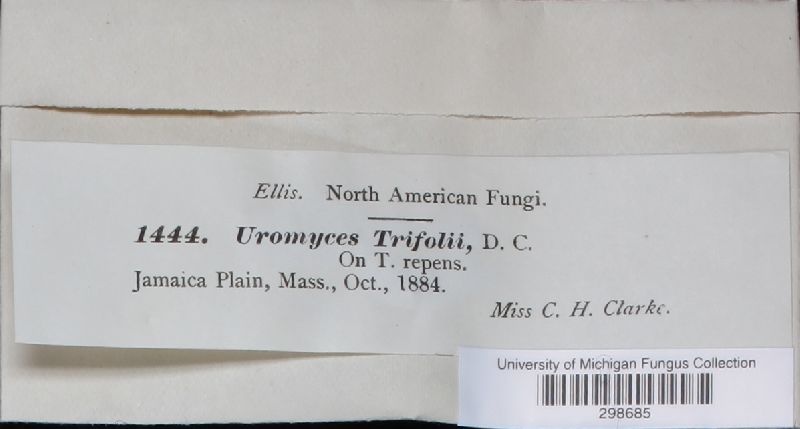 Ellis. North American Fungi.
1444. Uromyces Trifolii, D. C.
On T. repens.
Jamaica Plain, Mass., Oct., 1884.
Miss C. H. Clarke.
University of Michigan Fungus Collection
298685